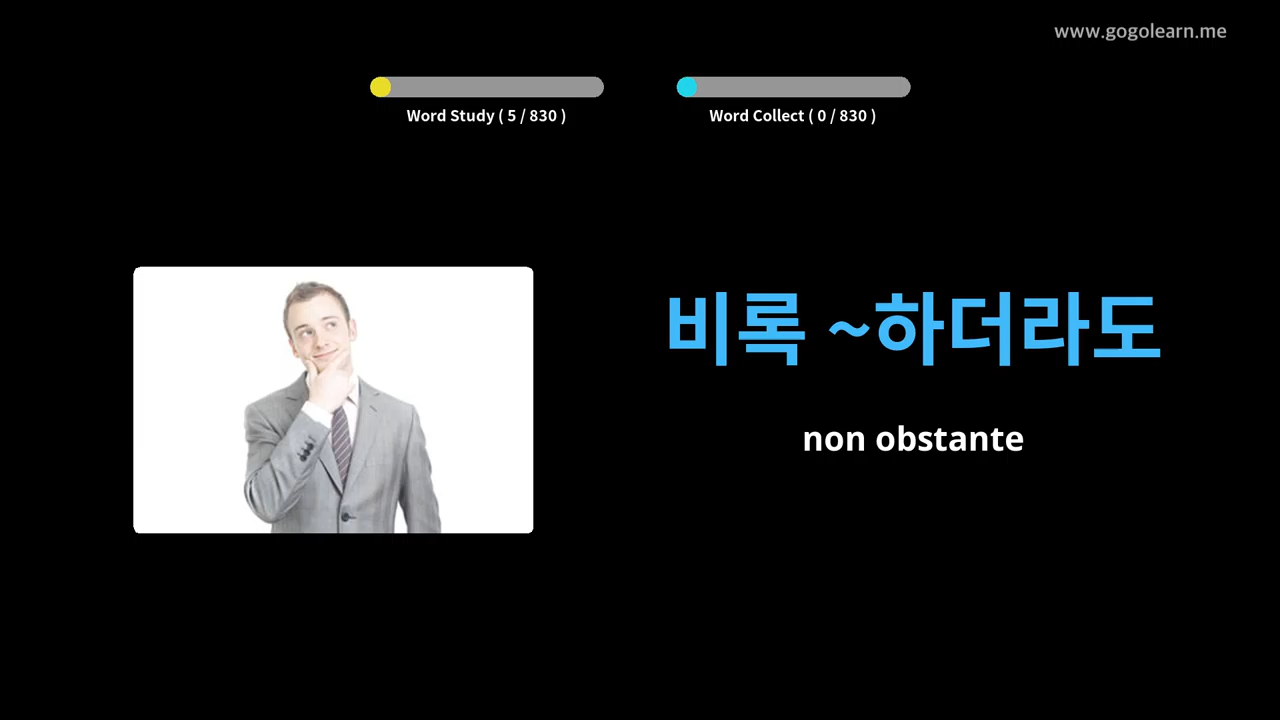 www.gogolearn.me
Word Study ( 5 / 830 )
Word Collect ( 0 / 830 )
비록 ~하더라도
non obstante